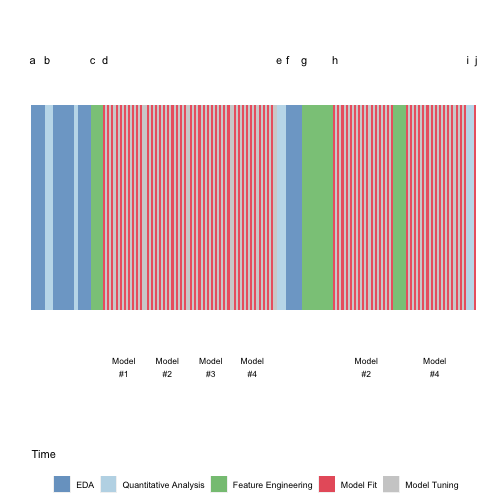 a b c d e f g h i j
Model Model Model Model Model Model
#1 #2 #3 #4 #2 #4
Time
EDA Quantitative Analysis Feature Engineering Model Fit Model Tuning